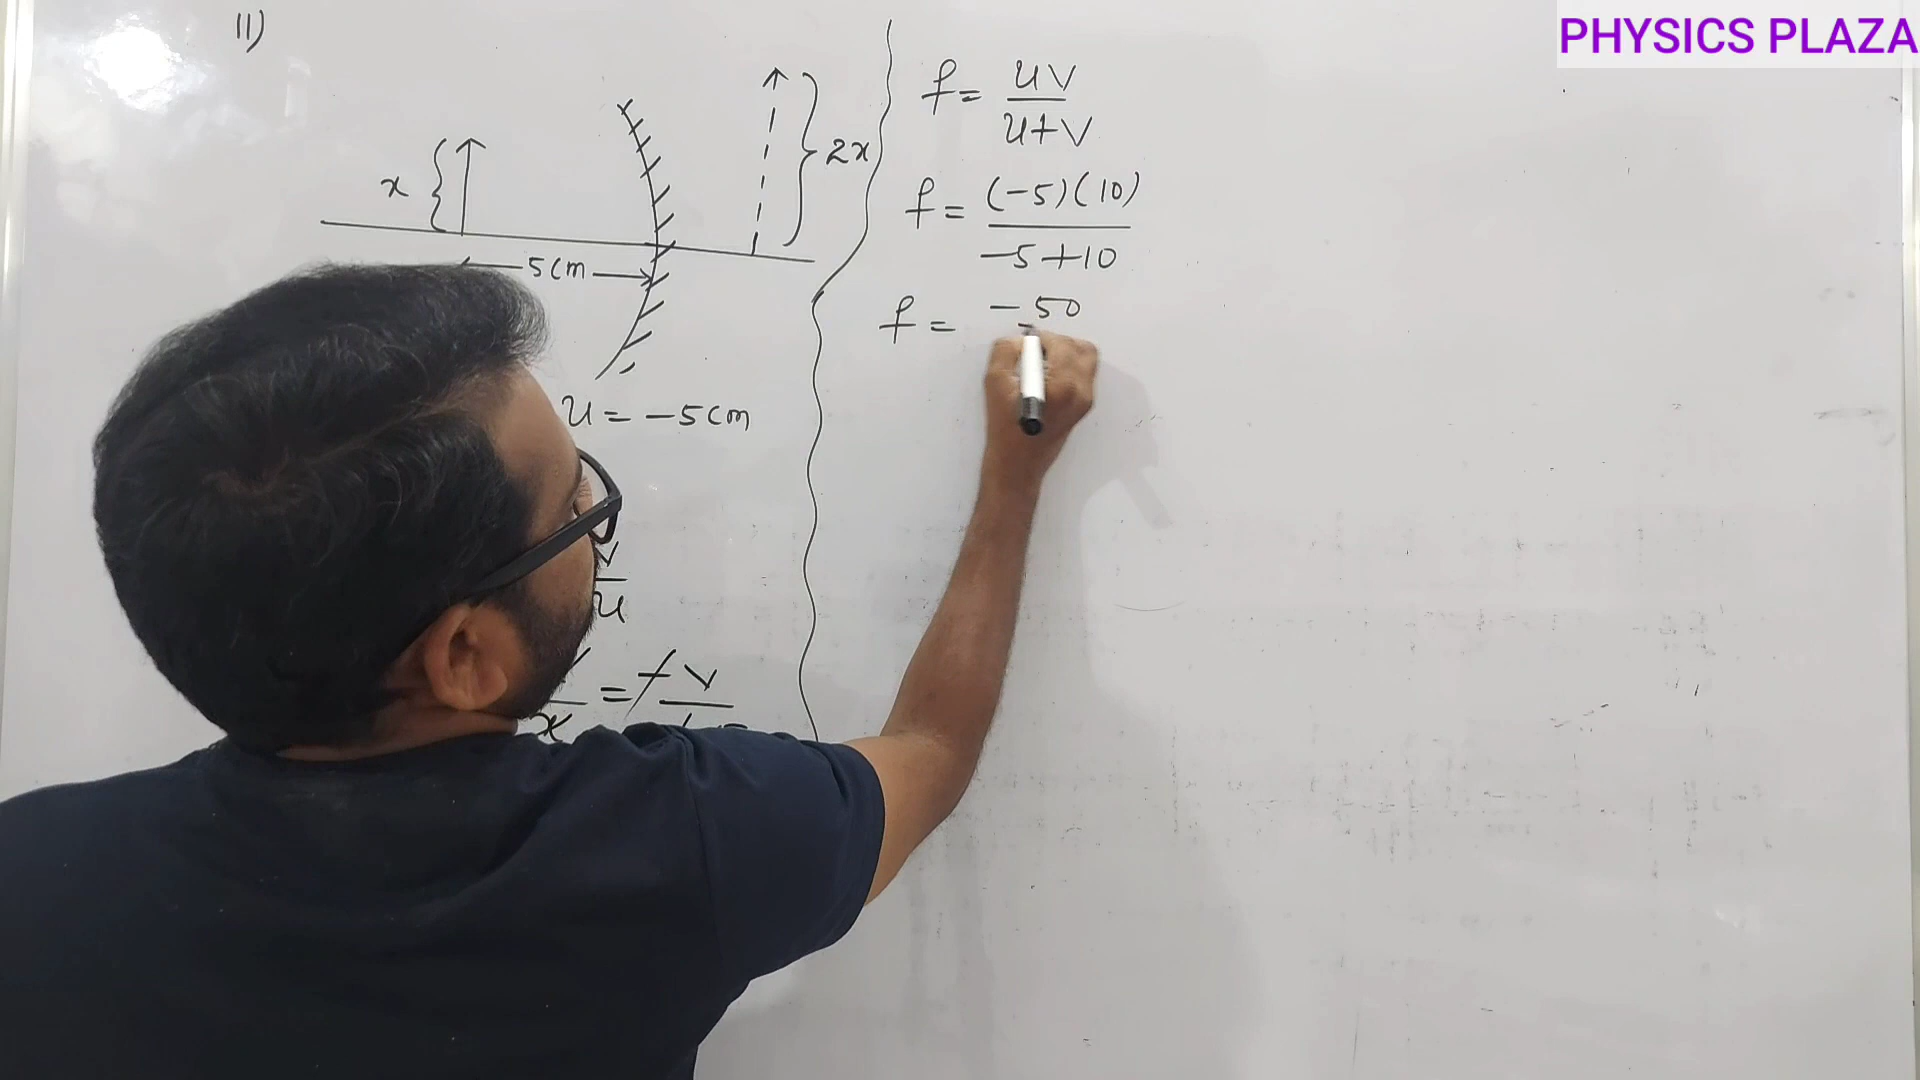 11)
PHYSICS PLAZA
x
2x
5cm
u = -5cm
v
u
x = v
f = uv
u+v
f = (-5)(10)
-5+10
f = -50